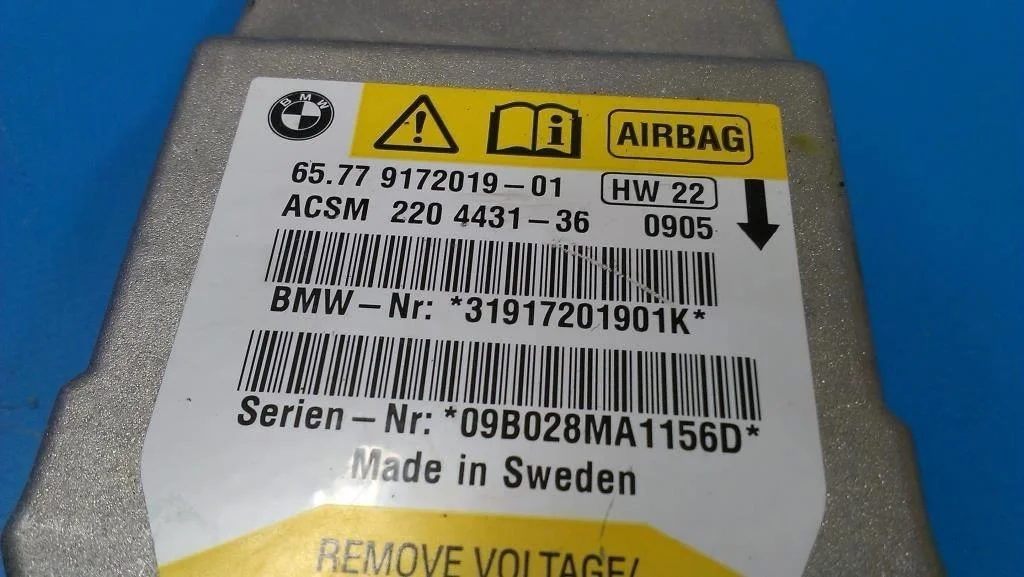 BMW
AIRBAG
65.77 9172019-01 HW 22
ACSM 220 4431-36 0905
BMW-Nr: *31917201901K*
Serien-Nr: *09B028MA1156D*
Made in Sweden
REMOVE VOLTAGE/